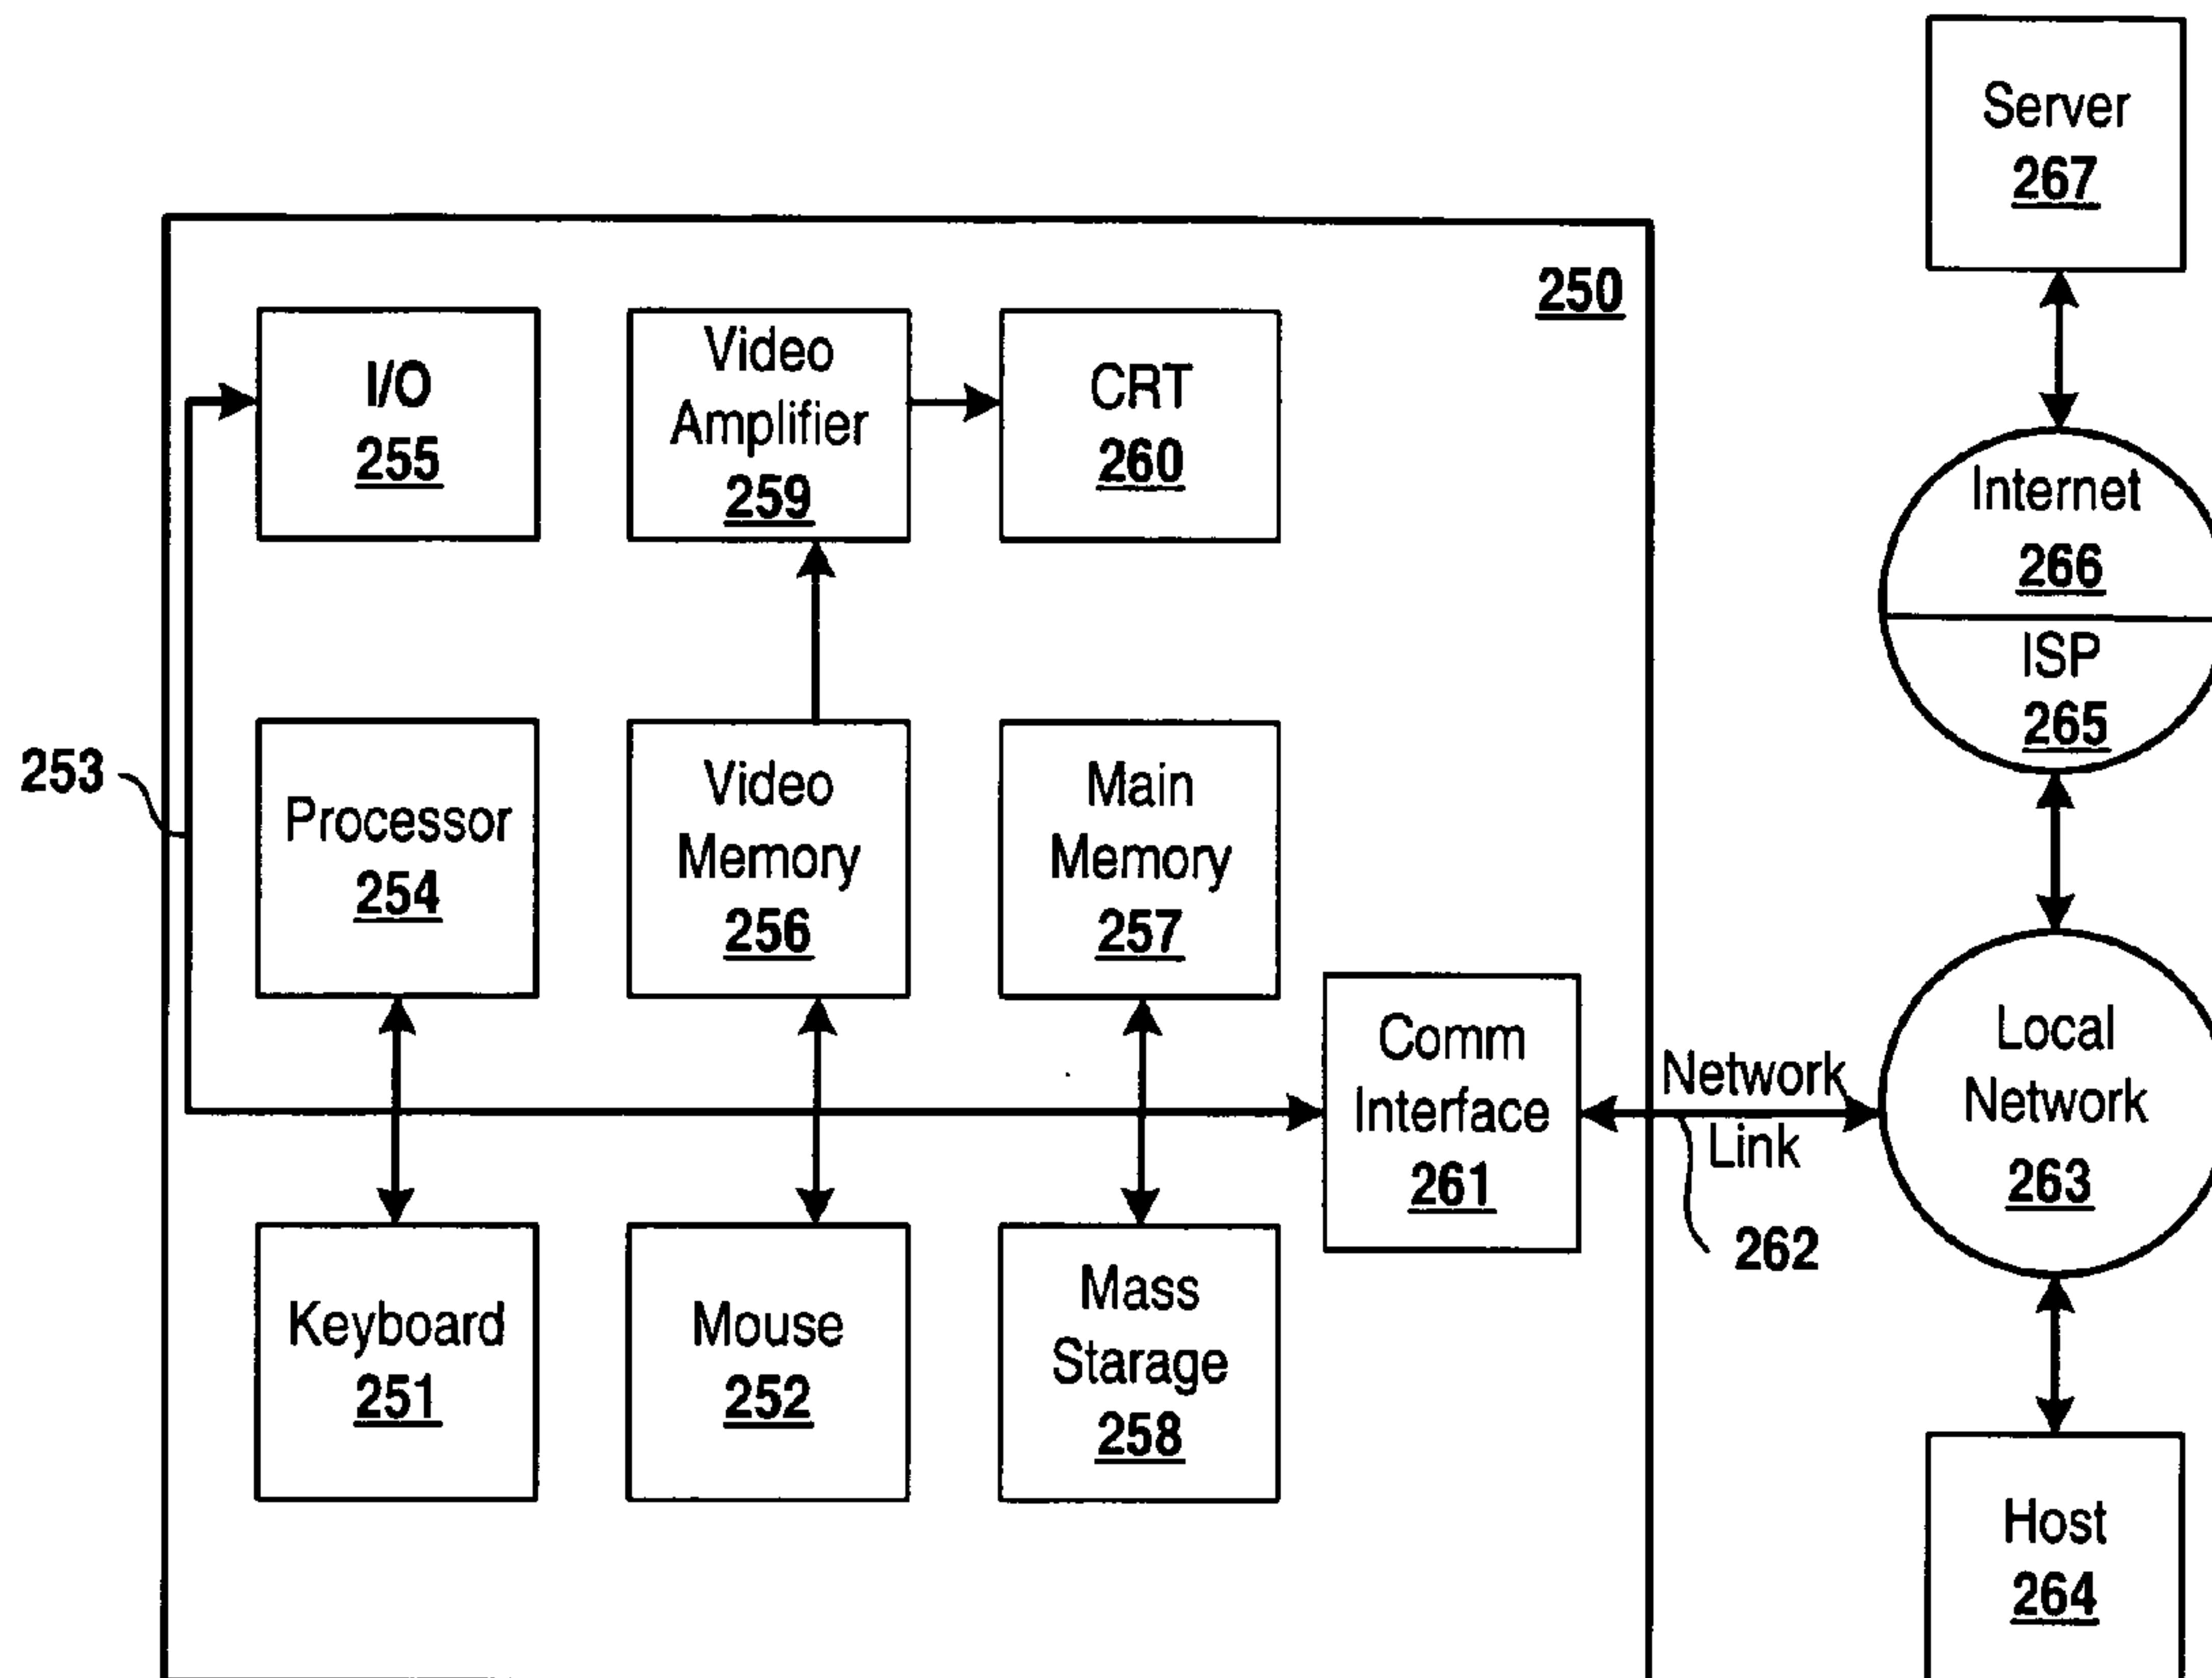 Server
267
250
I/O
255
Video
Amplifier
259
CRT
260
Internet
266
ISP
265
253
Processor
254
Video
Memory
256
Main
Memory
257
Comm
Interface
261
Network
Link
262
Local
Network
263
Keyboard
251
Mouse
252
Mass
Starage
258
Host
264